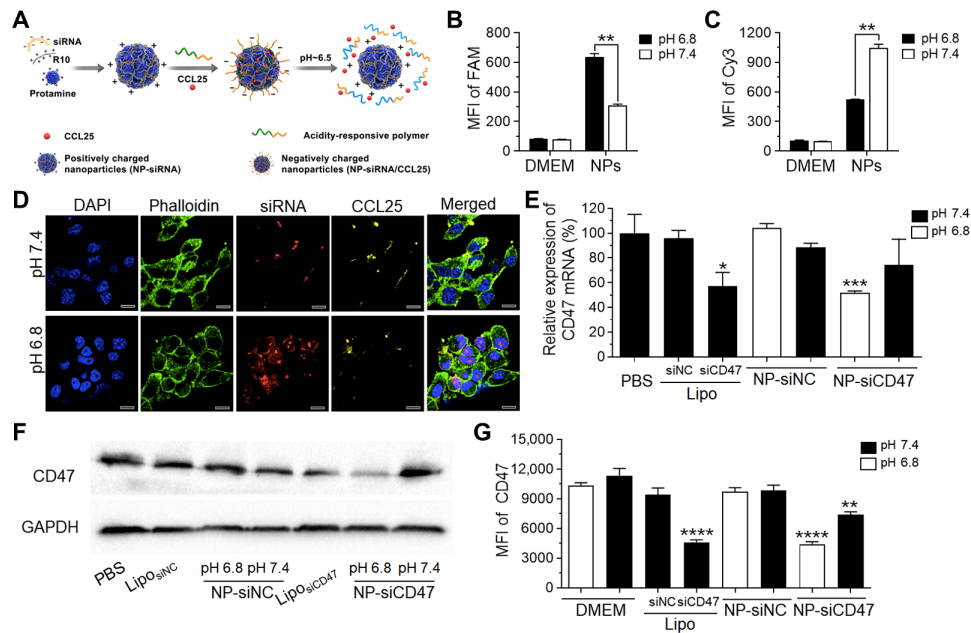 A
siRNA
R10
Protamine
CCL25
pH~6.5
CCL25
Acidity-responsive polymer
Positively charged
nanoparticles (NP-siRNA)
Negatively charged
nanoparticles (NP-siRNA/CCL25)
B
MFI of FAM
800
600
400
200
0
**
pH 6.8
pH 7.4
DMEM NPs
C
MFI of Cy3
1200
900
600
300
0
**
pH 6.8
pH 7.4
DMEM NPs
D
DAPI Phalloidin siRNA CCL25 Merged
pH 7.4
pH 6.8
E
Relative expression of
CD47 mRNA (%)
120
100
80
60
40
20
0
*
***
pH 7.4
pH 6.8
siNC siCD47
PBS Lipo NP-siNC NP-siCD47
F
CD47
GAPDH
PBS LiposiNC pH 6.8 pH 7.4 LiposiCD47 pH 6.8 pH 7.4
NP-siNC NP-siCD47
G
MFI of CD47
15,000
12,000
9000
6000
3000
0
****
****
**
pH 7.4
pH 6.8
siNC siCD47
DMEM Lipo NP-siNC NP-siCD47